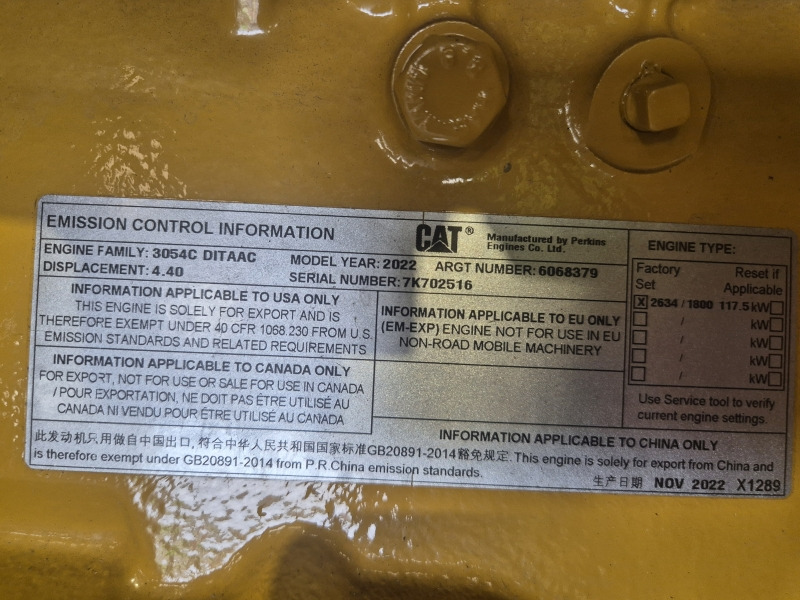 EMISSION CONTROL INFORMATION
CAT®
Manufactured by Perkins
Engines Co. Ltd.
ENGINE FAMILY: 3054C DITAAC
MODEL YEAR: 2022
ARGT NUMBER: 6068379
DISPLACEMENT: 4.40
SERIAL NUMBER: 7K702516
INFORMATION APPLICABLE TO USA ONLY
THIS ENGINE IS SOLELY FOR EXPORT AND IS
THEREFORE EXEMPT UNDER 40 CFR 1068.230 FROM U.S.
EMISSION STANDARDS AND RELATED REQUIREMENTS
INFORMATION APPLICABLE TO EU ONLY
(EM-EXP) ENGINE NOT FOR USE IN EU
NON-ROAD MOBILE MACHINERY
INFORMATION APPLICABLE TO CANADA ONLY
FOR EXPORT, NOT FOR USE OR SALE FOR USE IN CANADA
/ POUR EXPORTATION, NE DOIT PAS ÊTRE UTILISÉ AU
CANADA NI VENDU POUR ÊTRE UTILISÉ AU CANADA
ENGINE TYPE:
Factory
Set
Reset if
Applicable
X 2634 / 1800 117.5 kW
/ kW
/ kW
/ kW
/ kW
Use Service tool to verify
current engine settings.
INFORMATION APPLICABLE TO CHINA ONLY
此发动机只用做自中国出口, 符合中华人民共和国国家标准GB20891-2014豁免规定. This engine is solely for export from China and
is therefore exempt under GB20891-2014 from P.R.China emission standards.
生产日期 NOV 2022 X1289